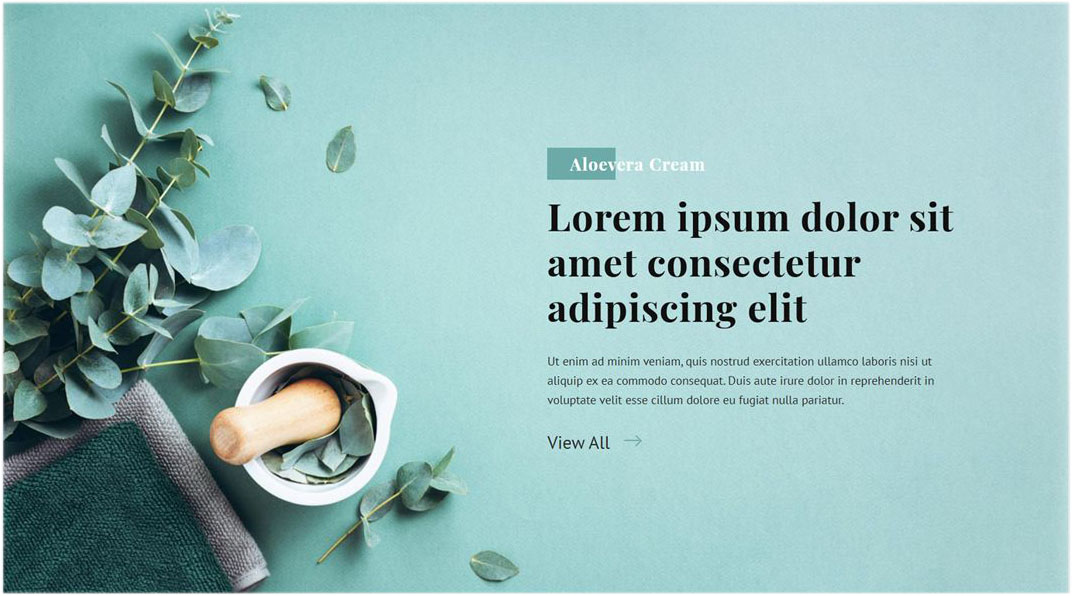 Aloevera Cream
Lorem ipsum dolor sit
amet consectetur
adipiscing elit
Ut enim ad minim veniam, quis nostrud exercitation ullamco laboris nisi ut
aliquip ex ea commodo consequat. Duis aute irure dolor in reprehenderit in
voluptate velit esse cillum dolore eu fugiat nulla pariatur.
View All